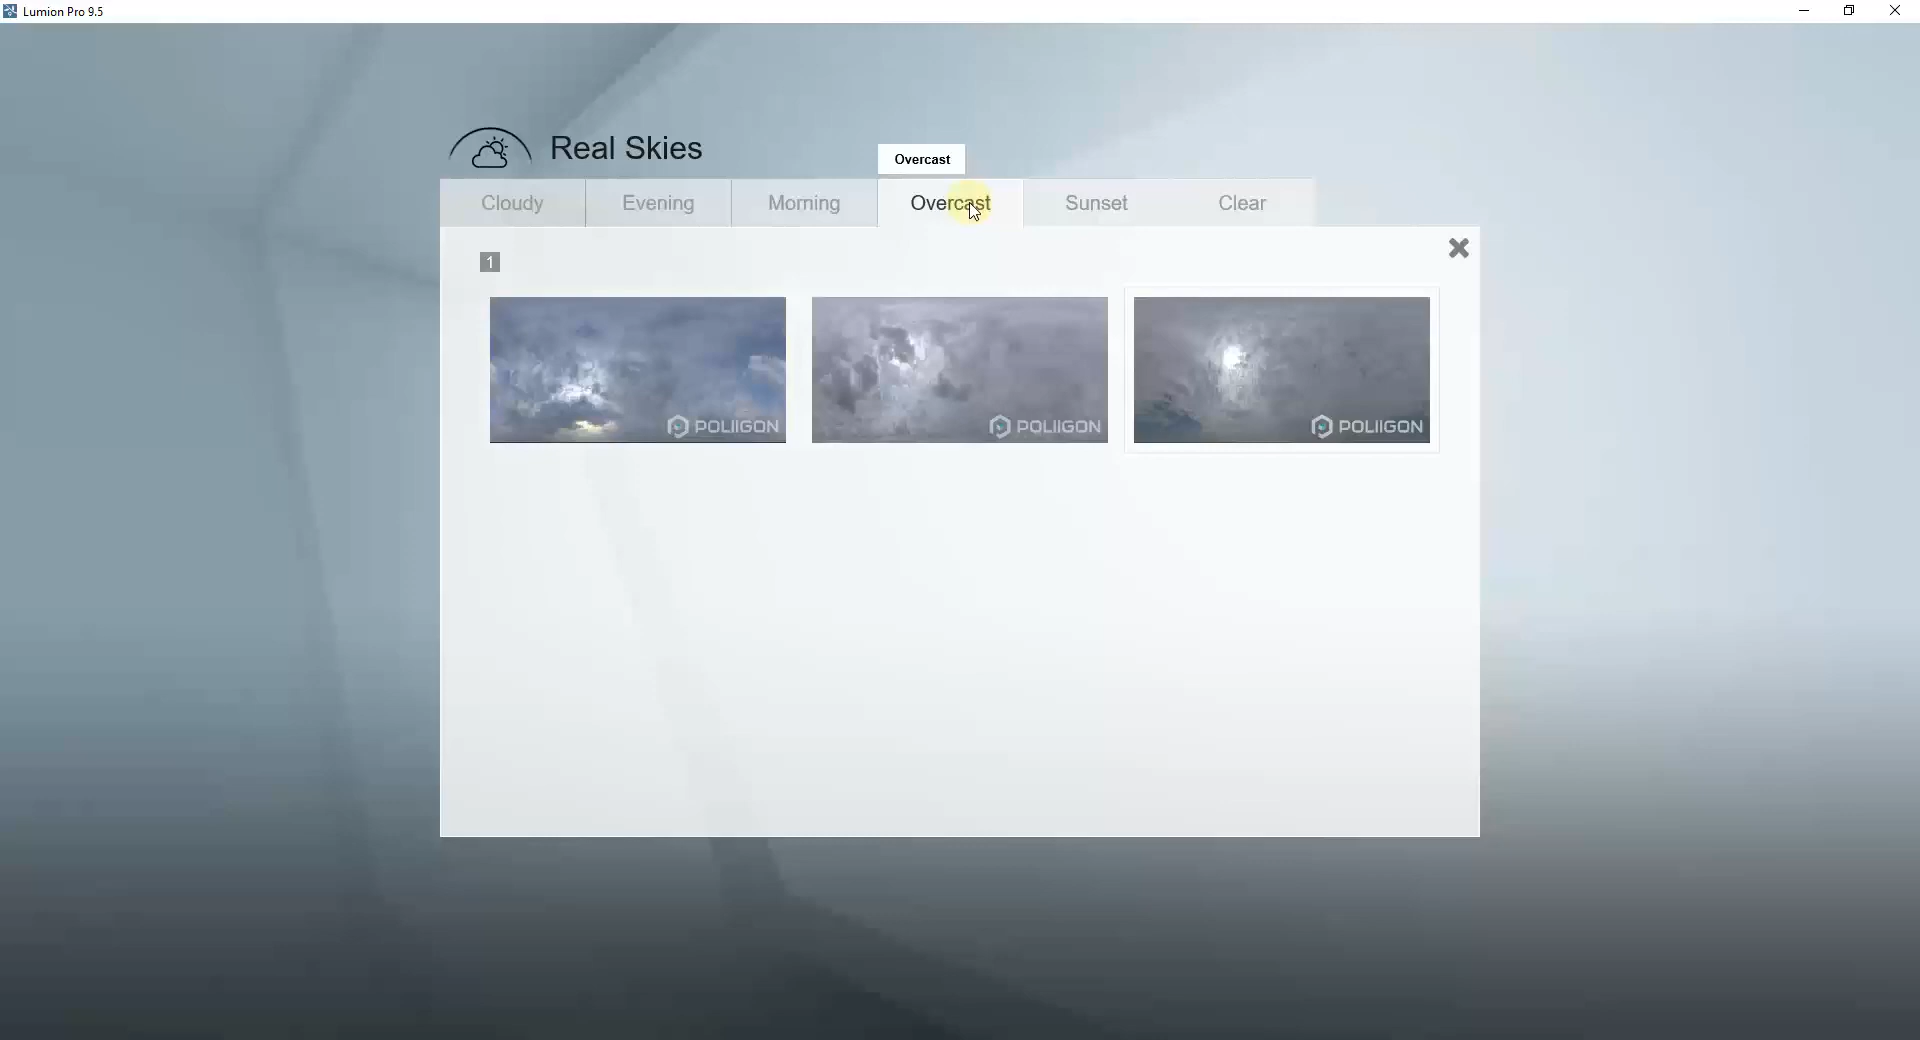 Lumion Pro 9.5
Real Skies
Overcast
Cloudy Evening Morning Overcast Sunset Clear
1
POLIIGON POLIIGON POLIIGON